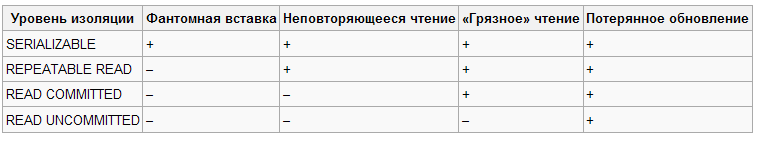 Уровень изоляции Фантомная вставка Неповторяющееся чтение «Грязное» чтение Потерянное обновление
SERIALIZABLE + + + +
REPEATABLE READ – + + +
READ COMMITTED – – + +
READ UNCOMMITTED – – – +